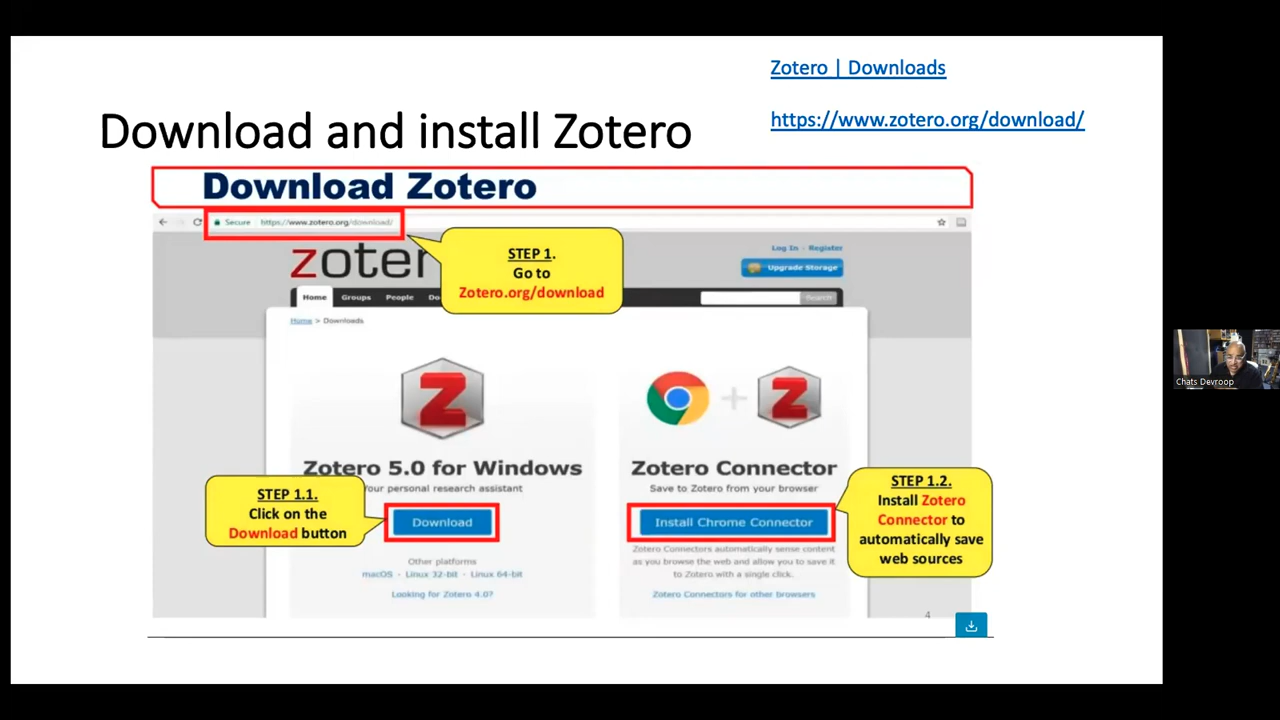 Zotero | Downloads
https://www.zotero.org/download/
Download and install Zotero
Download Zotero
Secure https://www.zotero.org/download/
zoter
Log In · Register
Upgrade Storage
STEP 1.
Go to
Zotero.org/download
Home Groups People Do
Search
Home > Downloads
Zotero 5.0 for Windows
Your personal research assistant
Download
Other platforms
macOS · Linux 32-bit · Linux 64-bit
Looking for Zotero 4.0?
STEP 1.1.
Click on the
Download button
Zotero Connector
Save to Zotero from your browser
Install Chrome Connector
Zotero Connectors automatically sense content
as you browse the web and allow you to save it
to Zotero with a single click.
Zotero Connectors for other browsers
STEP 1.2.
Install Zotero
Connector to
automatically save
web sources
4
Chats Devroop